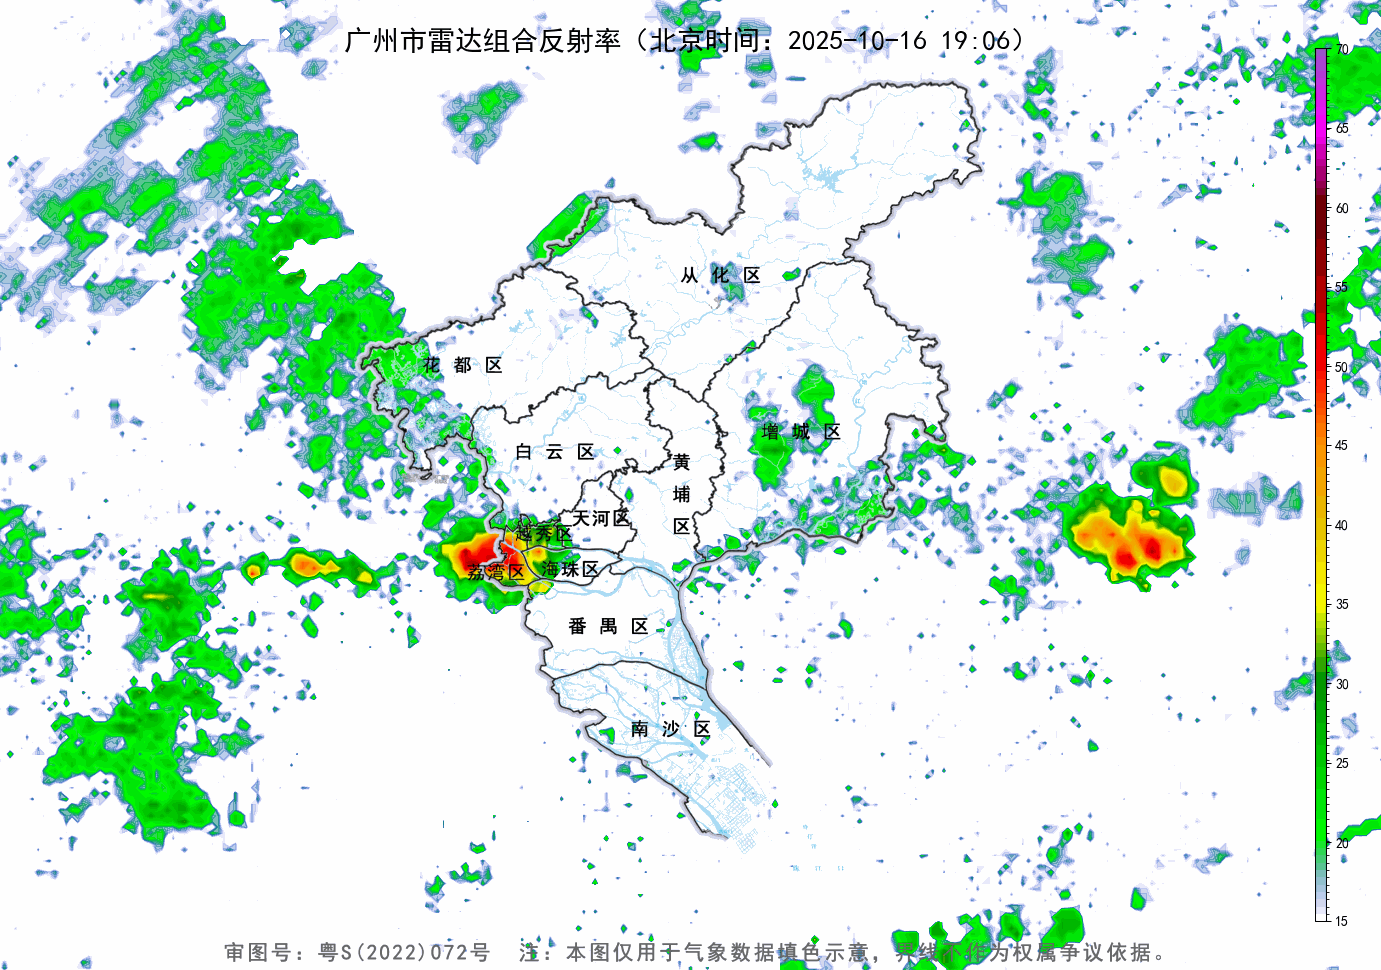 广州市雷达组合反射率（北京时间：2025-10-16 19:06）
70
65
60
55
50
45
40
35
30
25
20
15
从化区
花都区
增城区
白云区
黄埔区
天河区
越秀区
荔湾区
海珠区
番禺区
南沙区
审图号：粤S(2022)072号 注：本图仅用于气象数据填色示意，界线不作为权属争议依据。